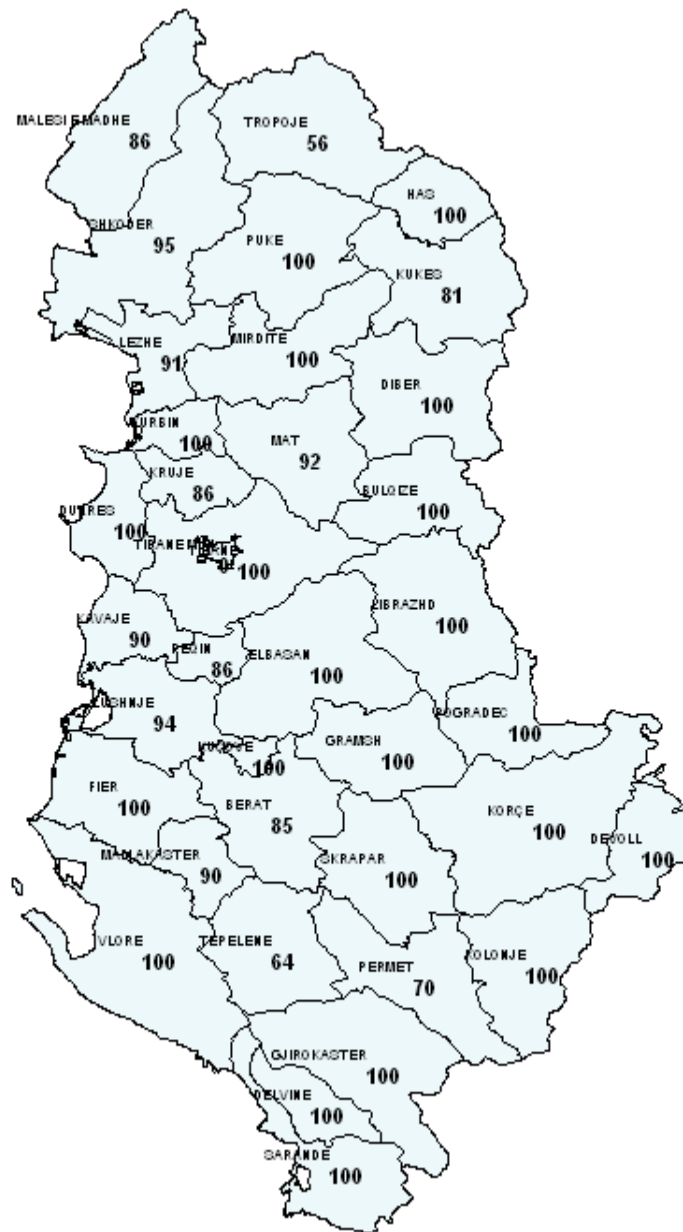 MALESI E MADHE
86
TROPOJE
56
HAS
100
SHKODER
95
PUKE
100
KUKES
81
LEZHE
91
MIRDITE
100
DIBER
100
KURBIN
100
MAT
92
KRUJE
86
BULQIZE
100
DURRES
100
TIRANE
100
LIBRAZHD
100
KAVAJE
90
PEQIN
86
ELBASAN
100
LUSHNJE
94
POGRADEC
100
KUCOVE
100
GRAMSH
100
FIER
100
BERAT
85
KORÇE
100
DEVOLL
100
MALLAKASTER
90
SKRAPAR
100
VLORE
100
TEPELENE
64
PERMET
70
KOLONJE
100
GJIROKASTER
100
DELVINE
100
SARANDE
100